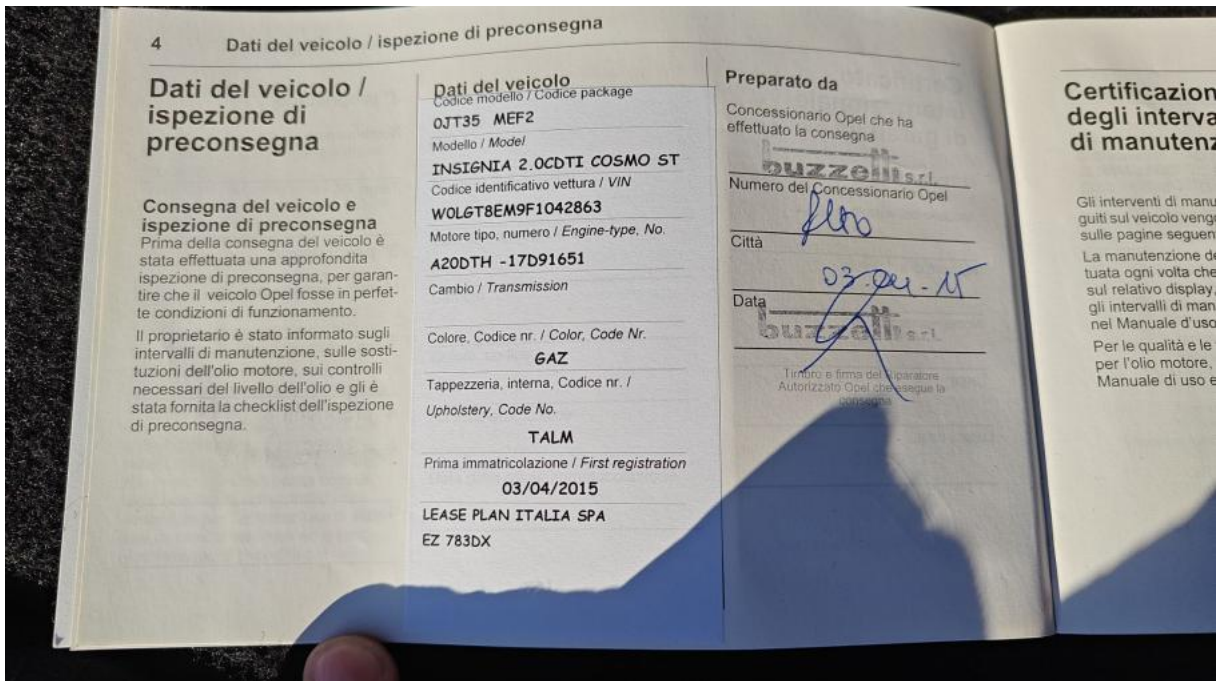 4 Dati del veicolo / ispezione di preconsegna
Dati del veicolo /
ispezione di
preconsegna
Consegna del veicolo e
ispezione di preconsegna
Prima della consegna del veicolo è
stata effettuata una approfondita
ispezione di preconsegna, per garan-
tire che il veicolo Opel fosse in perfet-
te condizioni di funzionamento.
Il proprietario è stato informato sugli
intervalli di manutenzione, sulle sosti-
tuzioni dell'olio motore, sui controlli
necessari del livello dell'olio e gli è
stata fornita la checklist dell'ispezione
di preconsegna.
Dati del veicolo
Codice modello / Codice package
0JT35 MEF2
Modello / Model
INSIGNIA 2.0CDTI COSMO ST
Codice identificativo vettura / VIN
W0LGT8EM9F1042863
Motore tipo, numero / Engine-type, No.
A20DTH -17D91651
Cambio / Transmission
Colore, Codice nr. / Color, Code Nr.
GAZ
Tappezzeria, interna, Codice nr. /
Upholstery, Code No.
TALM
Prima immatricolazione / First registration
03/04/2015
LEASE PLAN ITALIA SPA
EZ 783DX
Preparato da
Concessionario Opel che ha
effettuato la consegna
buzzetti s.r.l.
Numero del Concessionario Opel
Città
Data
buzzetti s.r.l.
Timbro e firma del Riparatore
Autorizzato Opel che esegue la
consegna
Certificazion
degli interva
di manutenz
Gli interventi di manu
guiti sul veicolo veng
sulle pagine seguen
La manutenzione de
tuata ogni volta che
sul relativo display,
gli intervalli di man
nel Manuale d'uso
Per le qualità e le
per l'olio motore,
Manuale di uso e